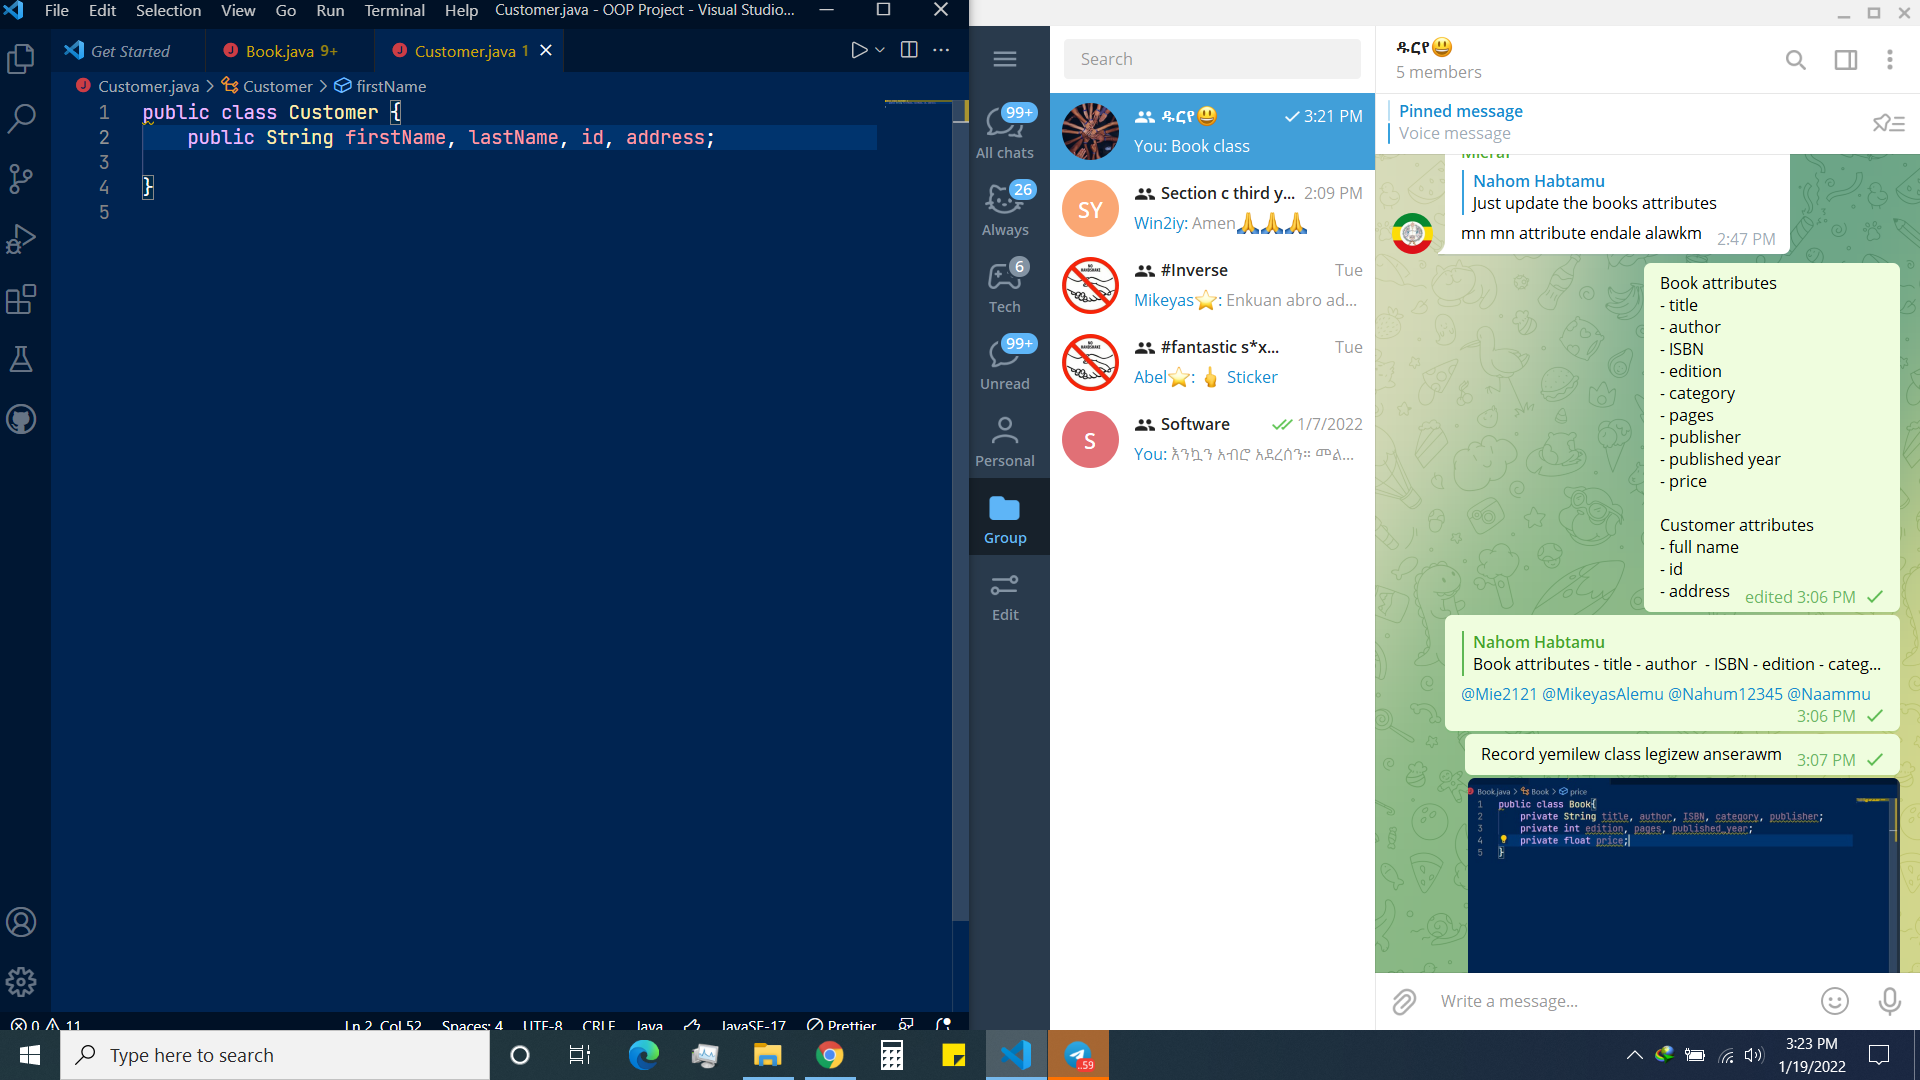 File Edit Selection View Go Run Terminal Help Customer.java - OOP Project - Visual Studio...
Get Started
Book.java 9+
Customer.java 1
Customer.java > Customer > firstName
1 public class Customer {
2 public String firstName, lastName, id, address;
3
4 }
5
0 11 Ln 2, Col 52 Spaces: 4 UTF-8 CRLF Java JavaSE-17 Prettier
99+
All chats
26
Always
6
Tech
99+
Unread
Personal
Group
Edit
Search
ዱርየ😃 3:21 PM
You: Book class
SY
Section c third y... 2:09 PM
Win2iy: Amen🙏🙏🙏
NO HANDSHAKE
#Inverse Tue
Mikeyas⭐: Enkuan abro ad...
NO HANDSHAKE
#fantastic s*x... Tue
Abel⭐: 🖕 Sticker
S
Software 1/7/2022
You: እንኳን አብሮ አደረሰን። መል...
ዱርየ😃
5 members
Pinned message
Voice message
Nahom Habtamu
Just update the books attributes
mn mn attribute endale alawkm 2:47 PM
Book attributes
- title
- author
- ISBN
- edition
- category
- pages
- publisher
- published year
- price
Customer attributes
- full name
- id
- address edited 3:06 PM
Nahom Habtamu
Book attributes - title - author - ISBN - edition - categ...
@Mie2121 @MikeyasAlemu @Nahum12345 @Naammu
3:06 PM
Record yemilew class legizew anserawm 3:07 PM
Book.java > Book > price
1 public class Book{
2 private String title, author, ISBN, category, publisher;
3 private int edition, pages, published_year;
4 private float price;
5 }
Write a message...
Type here to search
..59
3:23 PM
1/19/2022